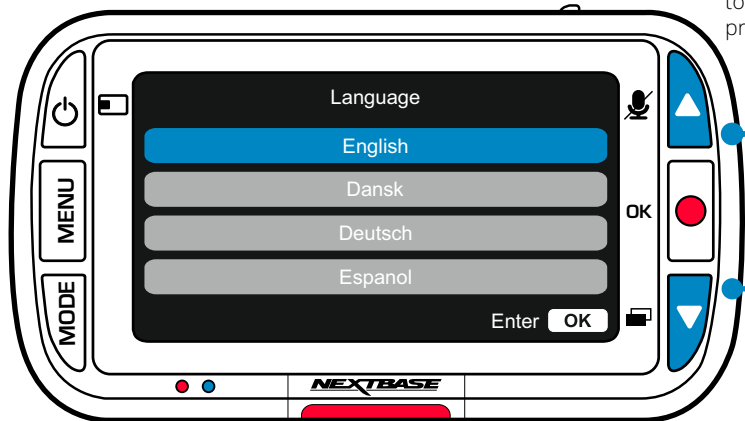 to
pr
Language
English
MENU
Dansk
OK
Deutsch
Espanol
MODE
Enter OK
NEXTBASE